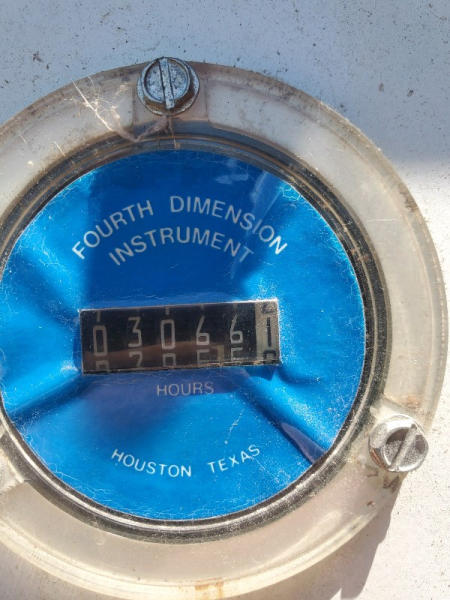 FOURTH DIMENSION
INSTRUMENT
030661
HOURS
HOUSTON TEXAS